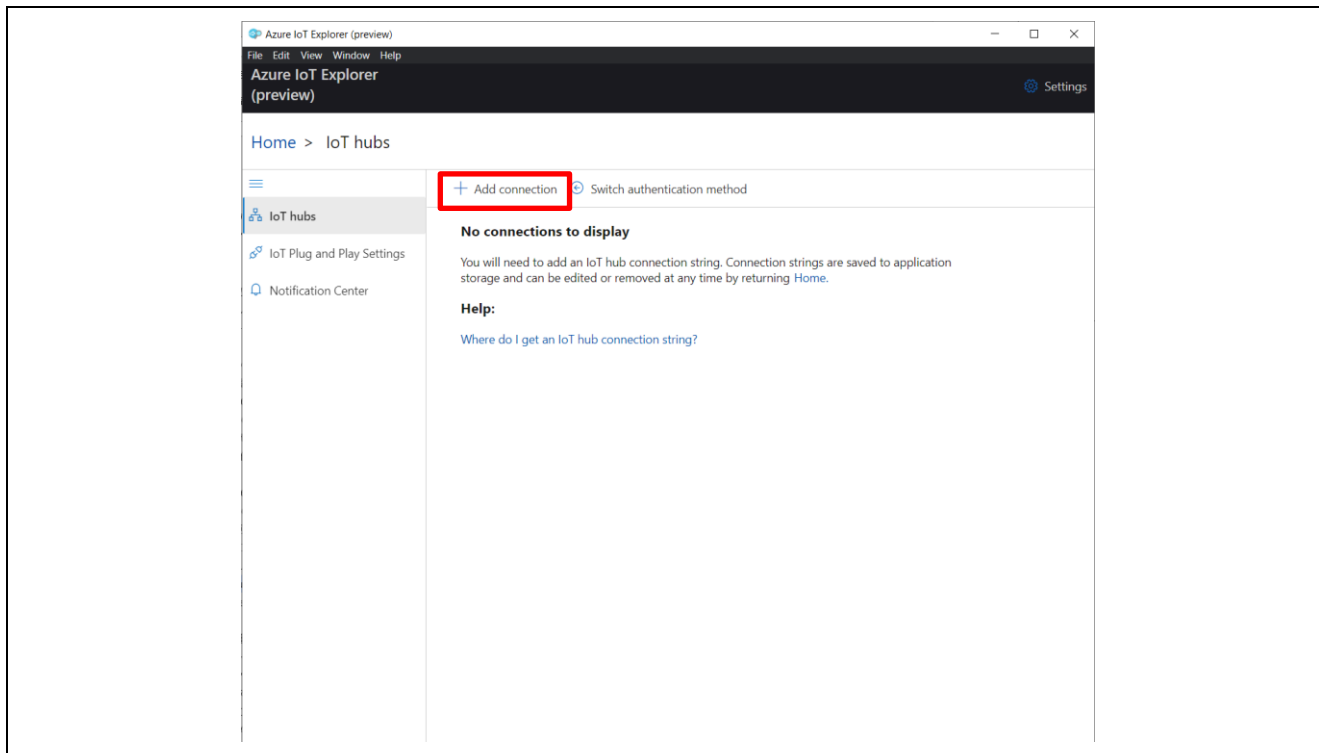 Azure IoT Explorer (preview)
File Edit View Window Help
Azure IoT Explorer
(preview)
Settings
Home > IoT hubs
+ Add connection Switch authentication method
IoT hubs
IoT Plug and Play Settings
Notification Center
No connections to display
You will need to add an IoT hub connection string. Connection strings are saved to application
storage and can be edited or removed at any time by returning Home.
Help:
Where do I get an IoT hub connection string?